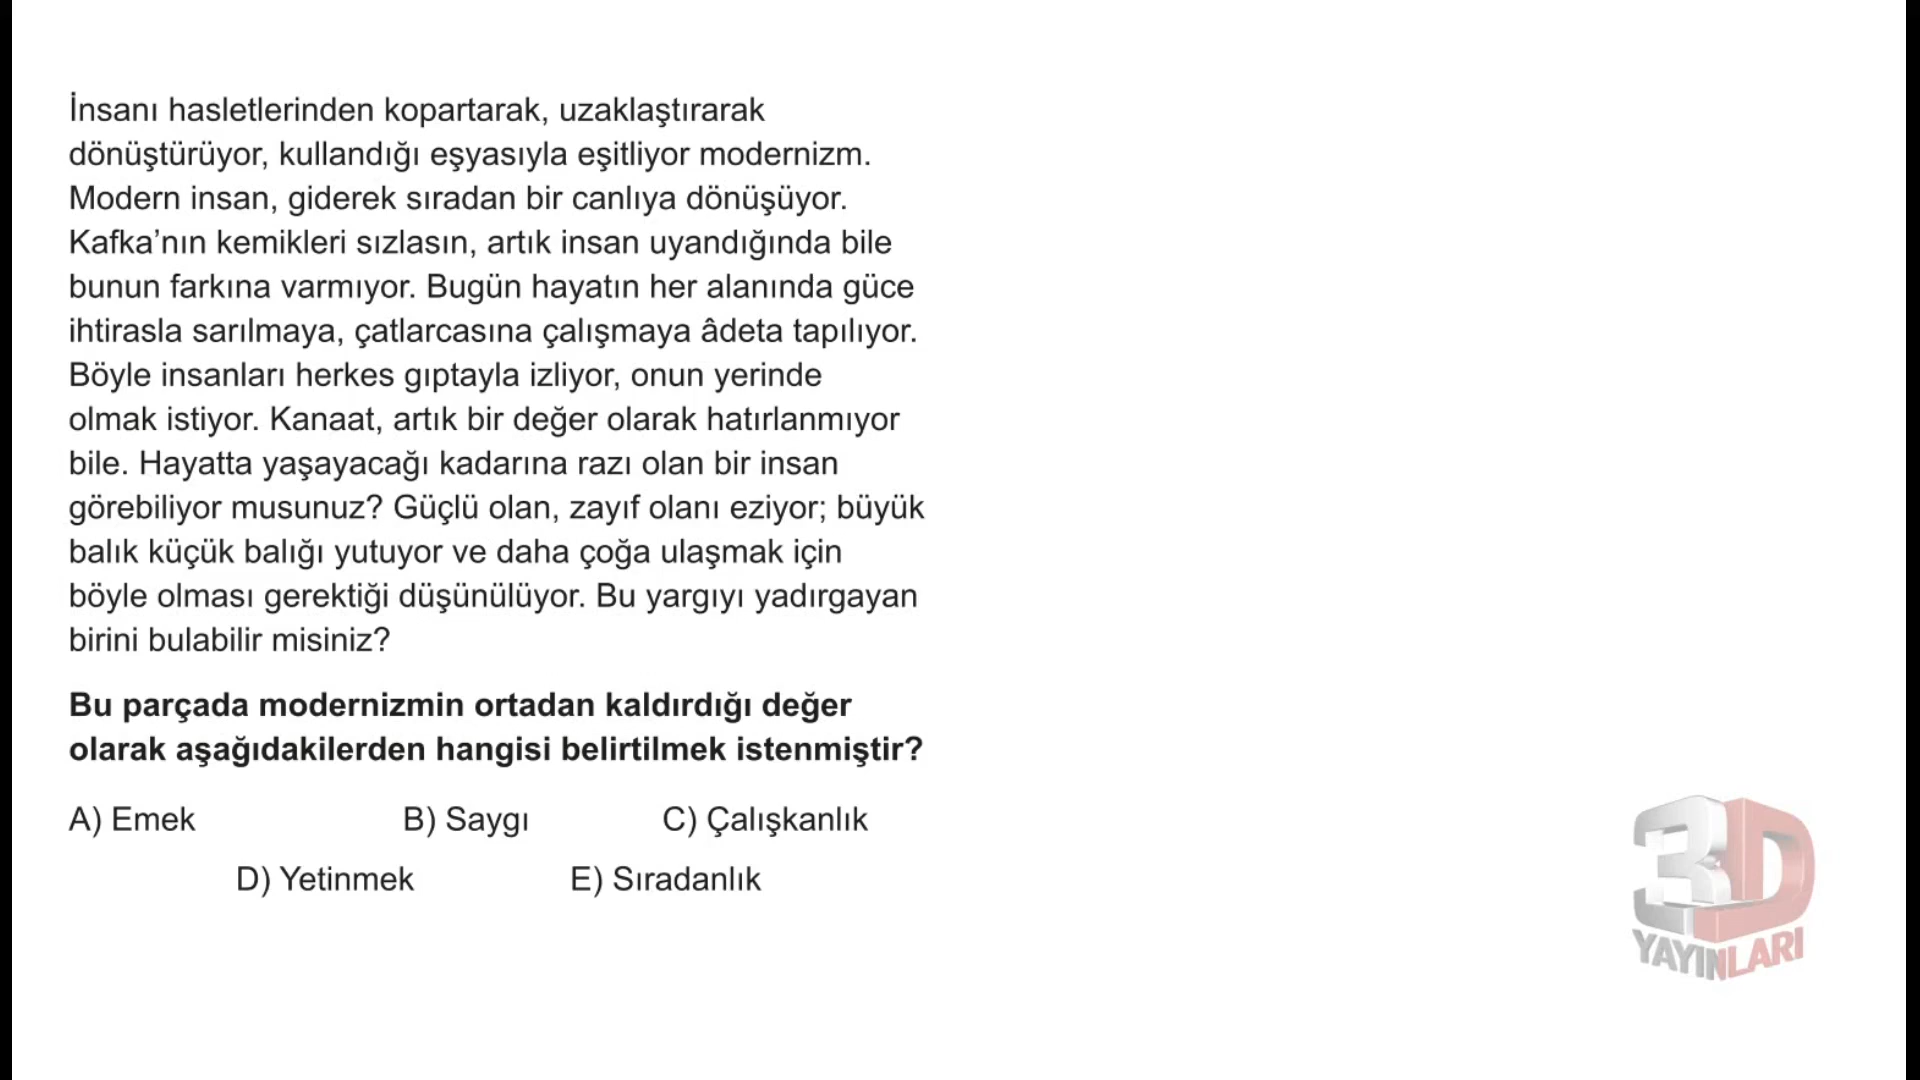 İnsanı hasletlerinden kopartarak, uzaklaştırarak
dönüştürüyor, kullandığı eşyasıyla eşitliyor modernizm.
Modern insan, giderek sıradan bir canlıya dönüşüyor.
Kafka’nın kemikleri sızlasın, artık insan uyandığında bile
bunun farkına varmıyor. Bugün hayatın her alanında güce
ihtirasla sarılmaya, çatlarcasına çalışmaya âdeta tapılıyor.
Böyle insanları herkes gıptayla izliyor, onun yerinde
olmak istiyor. Kanaat, artık bir değer olarak hatırlanmıyor
bile. Hayatta yaşayacağı kadarına razı olan bir insan
görebiliyor musunuz? Güçlü olan, zayıf olanı eziyor; büyük
balık küçük balığı yutuyor ve daha çoğa ulaşmak için
böyle olması gerektiği düşünülüyor. Bu yargıyı yadırgayan
birini bulabilir misiniz?
Bu parçada modernizmin ortadan kaldırdığı değer
olarak aşağıdakilerden hangisi belirtilmek istenmiştir?
A) Emek B) Saygı C) Çalışkanlık
D) Yetinmek E) Sıradanlık
3D
YAYINLARI